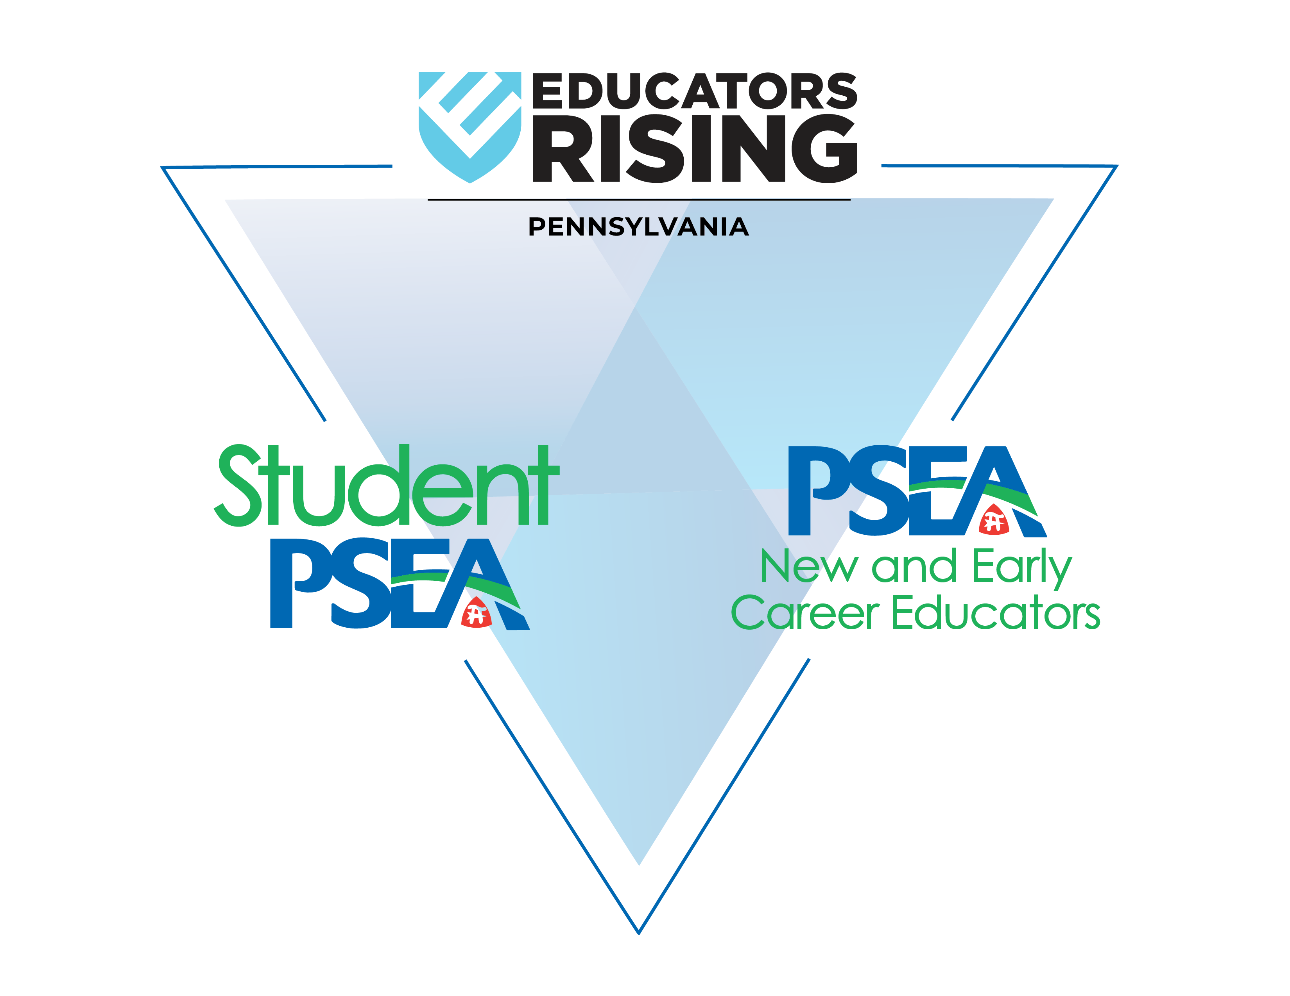 EDUCATORS
RISING
PENNSYLVANIA
Student
PSEA
PSEA
New and Early
Career Educators